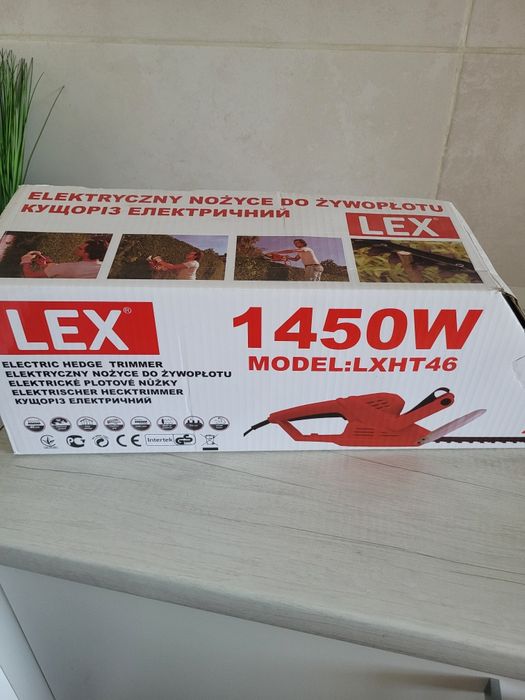 ELEKTRYCZNY NOŻYCE DO ŻYWOPŁOTU
КУЩОРІЗ ЕЛЕКТРИЧНИЙ
LEX
LEX®
1450W
MODEL:LXHT46
ELECTRIC HEDGE TRIMMER
ELEKTRYCZNY NOŻYCE DO ŻYWOPŁOTU
ELEKTRICKÉ PLOTOVÉ NŮŽKY
ELEKTRISCHER HECKTRIMMER
КУЩОРІЗ ЕЛЕКТРИЧНИЙ
CE
Intertek
GS